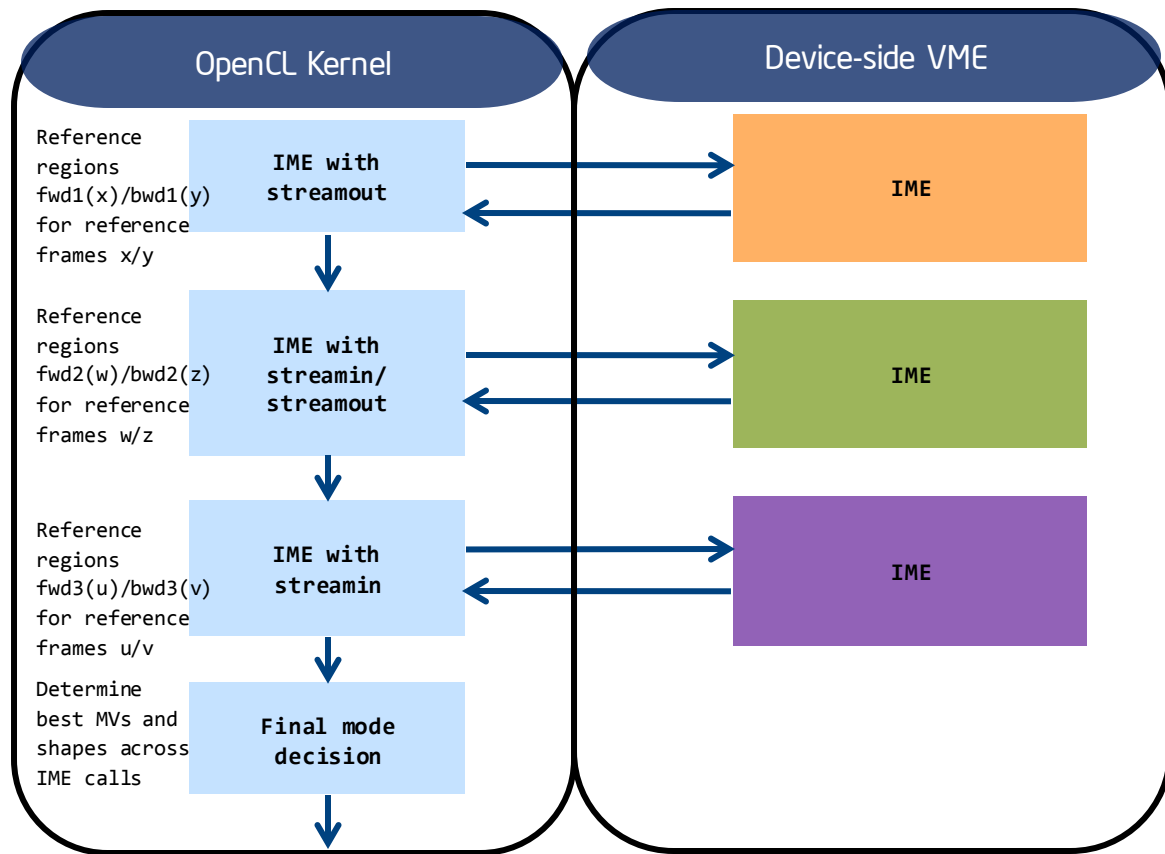 OpenCL Kernel
Device-side VME
Reference
regions
fwd1(x)/bwd1(y)
for reference
frames x/y
IME with
streamout
IME
Reference
regions
fwd2(w)/bwd2(z)
for reference
frames w/z
IME with
streamin/
streamout
IME
Reference
regions
fwd3(u)/bwd3(v)
for reference
frames u/v
IME with
streamin
IME
Determine
best MVs and
shapes across
IME calls
Final mode
decision